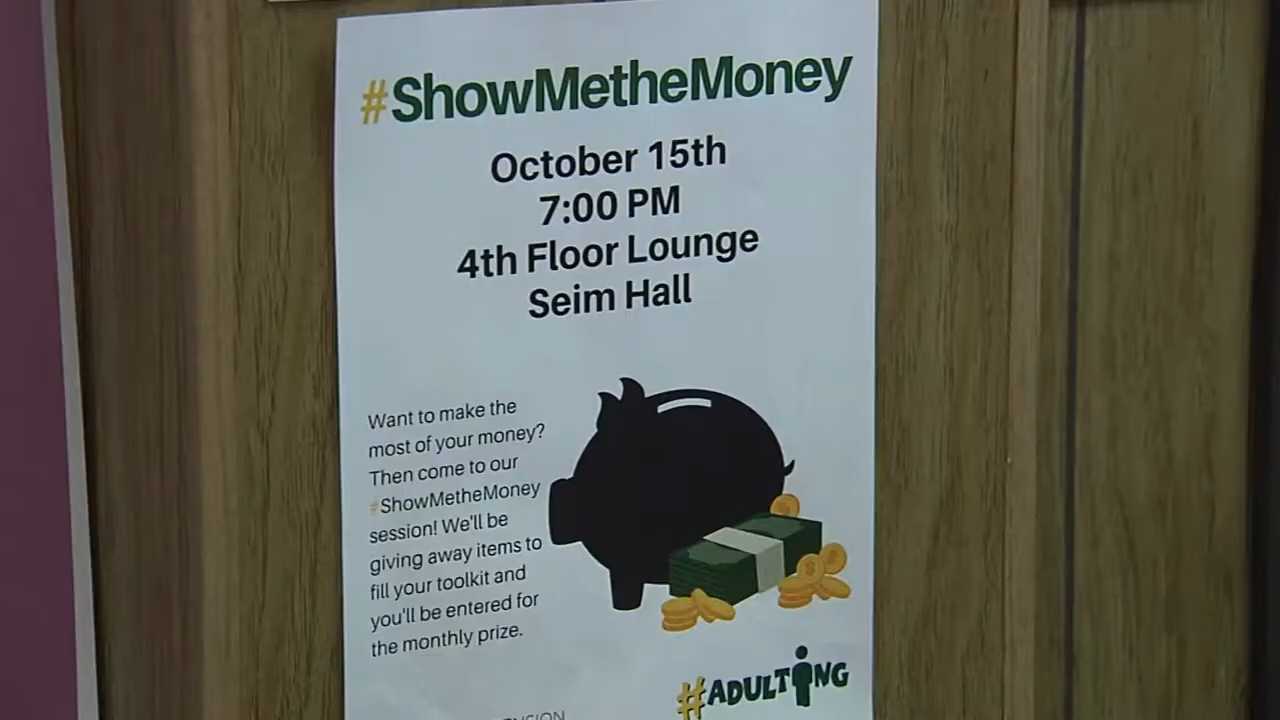 #ShowMetheMoney
October 15th
7:00 PM
4th Floor Lounge
Seim Hall
Want to make the
most of your money?
Then come to our
#ShowMetheMoney
session! We'll be
giving away items to
fill your toolkit and
you'll be entered for
the monthly prize.
#ADULTING